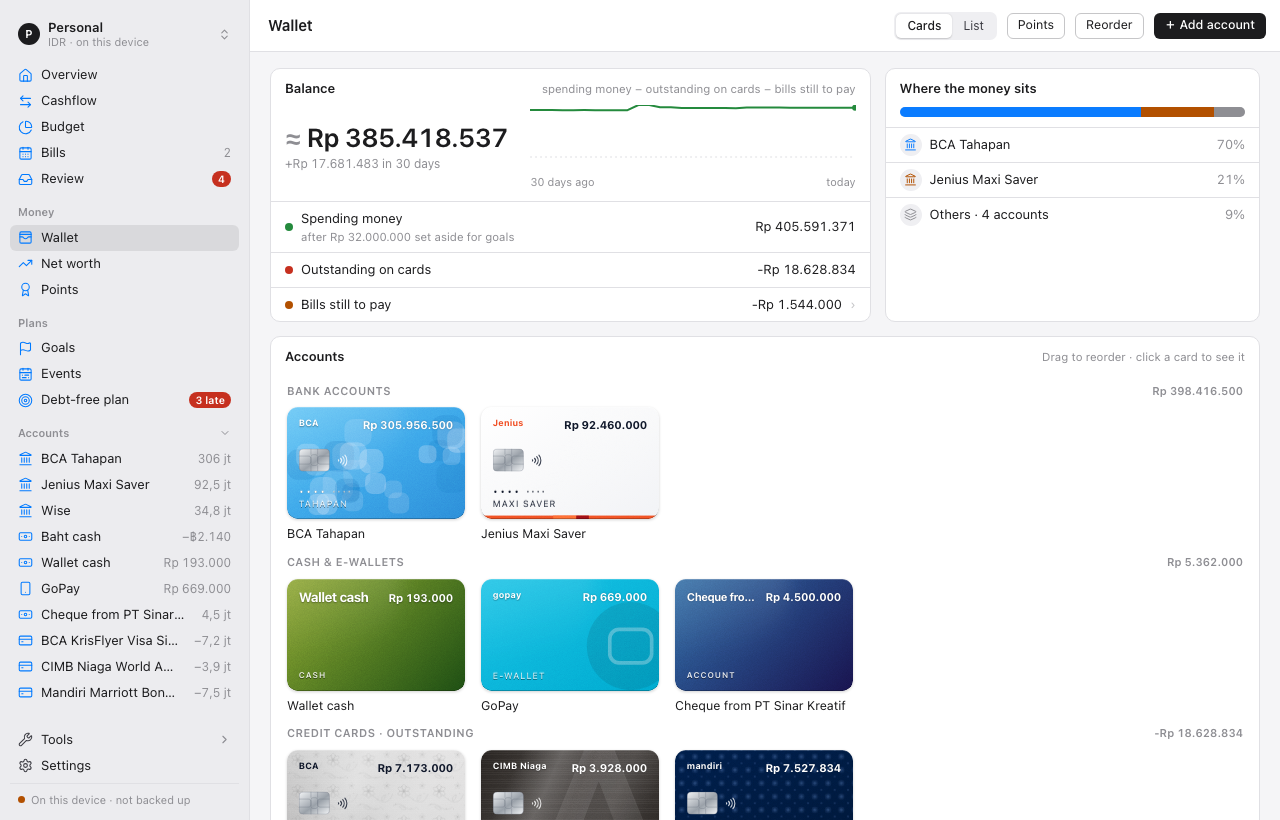 P
Personal
IDR · on this device
Overview
Cashflow
Budget
Bills 2
Review 4
Money
Wallet
Net worth
Points
Plans
Goals
Events
Debt-free plan 3 late
Accounts
BCA Tahapan 306 jt
Jenius Maxi Saver 92,5 jt
Wise 34,8 jt
Baht cash −฿2.140
Wallet cash Rp 193.000
GoPay Rp 669.000
Cheque from PT Sinar... 4,5 jt
BCA KrisFlyer Visa Si... −7,2 jt
CIMB Niaga World A... −3,9 jt
Mandiri Marriott Bon... −7,5 jt
Tools
Settings
On this device · not backed up
Wallet
Cards List Points Reorder + Add account
Balance spending money − outstanding on cards − bills still to pay
≈ Rp 385.418.537
+Rp 17.681.483 in 30 days
30 days ago today
Spending money Rp 405.591.371
after Rp 32.000.000 set aside for goals
Outstanding on cards -Rp 18.628.834
Bills still to pay -Rp 1.544.000 ›
Where the money sits
BCA Tahapan 70%
Jenius Maxi Saver 21%
Others · 4 accounts 9%
Accounts Drag to reorder · click a card to see it
BANK ACCOUNTS Rp 398.416.500
BCA Rp 305.956.500
•••• ••••
TAHAPAN
BCA Tahapan
Jenius Rp 92.460.000
•••• ••••
MAXI SAVER
Jenius Maxi Saver
CASH & E-WALLETS Rp 5.362.000
Wallet cash Rp 193.000
CASH
Wallet cash
gopay Rp 669.000
E-WALLET
GoPay
Cheque fro... Rp 4.500.000
ACCOUNT
Cheque from PT Sinar Kreatif
CREDIT CARDS · OUTSTANDING -Rp 18.628.834
BCA Rp 7.173.000
CIMB Niaga Rp 3.928.000
mandiri Rp 7.527.834